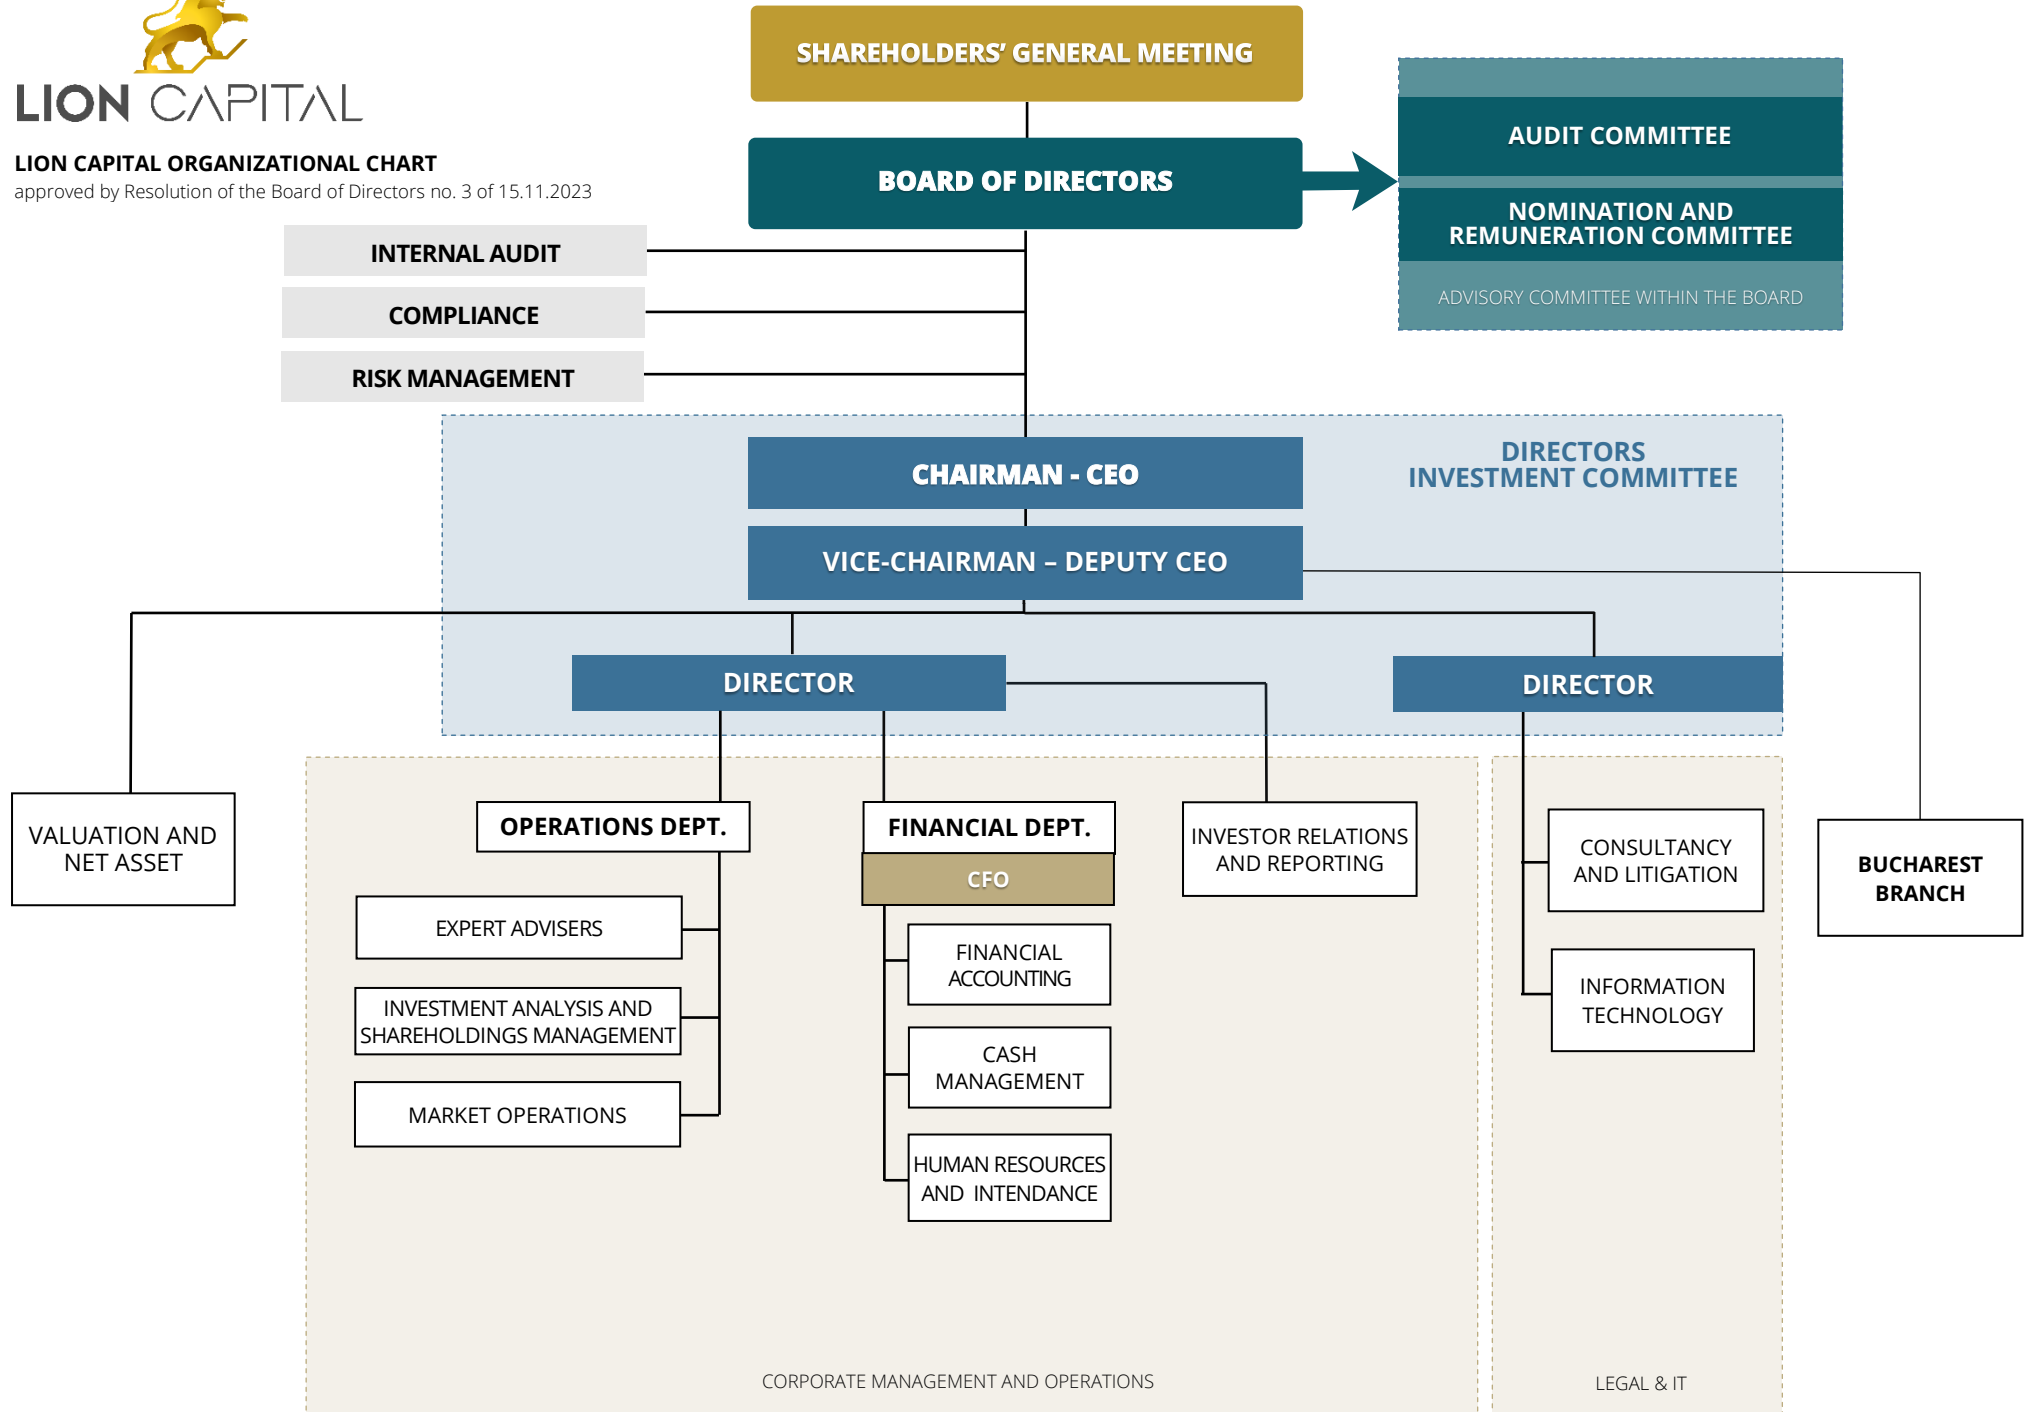 LION CAPITAL
LION CAPITAL ORGANIZATIONAL CHART
approved by Resolution of the Board of Directors no. 3 of 15.11.2023
SHAREHOLDERS’ GENERAL MEETING
BOARD OF DIRECTORS
AUDIT COMMITTEE
NOMINATION AND
REMUNERATION COMMITTEE
ADVISORY COMMITTEE WITHIN THE BOARD
INTERNAL AUDIT
COMPLIANCE
RISK MANAGEMENT
DIRECTORS
INVESTMENT COMMITTEE
CHAIRMAN - CEO
VICE-CHAIRMAN – DEPUTY CEO
DIRECTOR
DIRECTOR
VALUATION AND
NET ASSET
OPERATIONS DEPT.
EXPERT ADVISERS
INVESTMENT ANALYSIS AND
SHAREHOLDINGS MANAGEMENT
MARKET OPERATIONS
FINANCIAL DEPT.
CFO
FINANCIAL
ACCOUNTING
CASH
MANAGEMENT
HUMAN RESOURCES
AND INTENDANCE
INVESTOR RELATIONS
AND REPORTING
CONSULTANCY
AND LITIGATION
INFORMATION
TECHNOLOGY
BUCHAREST
BRANCH
CORPORATE MANAGEMENT AND OPERATIONS
LEGAL & IT